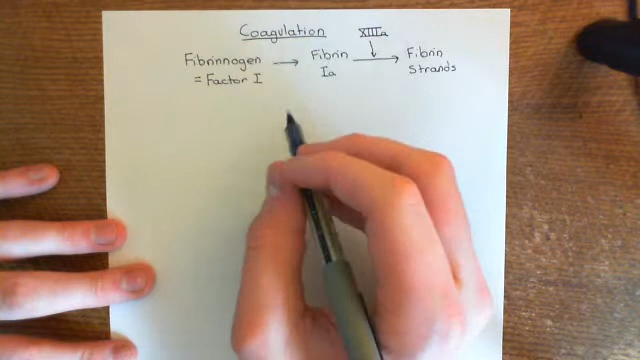 Coagulation
XIIIa
Fibrinnogen → Fibrin → Fibrin
= Factor I Ia Strands